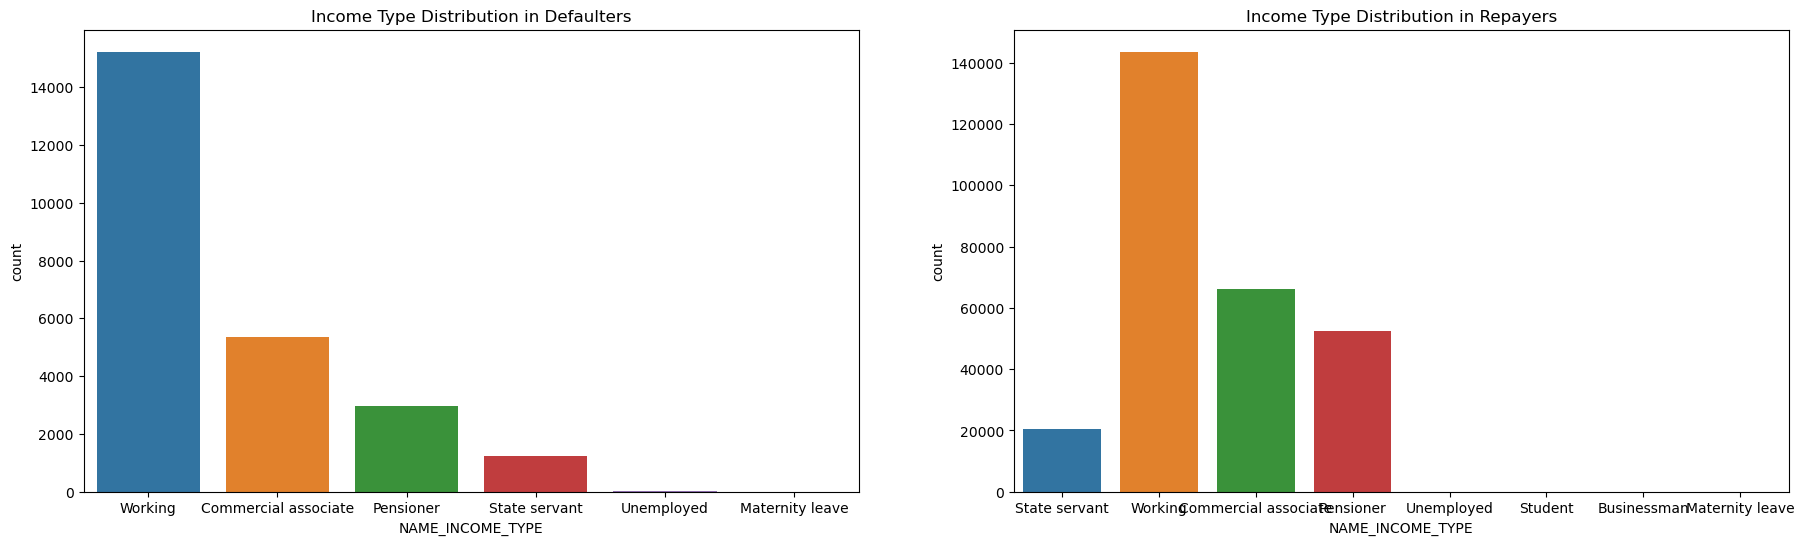 Income Type Distribution in Defaulters
count
14000
12000
10000
8000
6000
4000
2000
0
Working Commercial associate Pensioner State servant Unemployed Maternity leave
NAME_INCOME_TYPE
Income Type Distribution in Repayers
count
140000
120000
100000
80000
60000
40000
20000
0
State servant Working Commercial associate Pensioner Unemployed Student Businessman Maternity leave
NAME_INCOME_TYPE